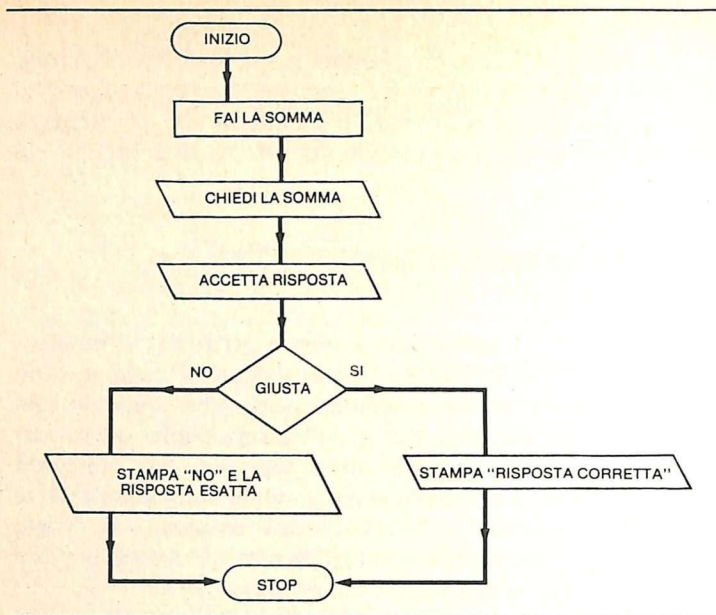 INIZIO
FAI LA SOMMA
CHIEDI LA SOMMA
ACCETTA RISPOSTA
NO
SI
GIUSTA
STAMPA "NO" E LA
RISPOSTA ESATTA
STAMPA "RISPOSTA CORRETTA"
STOP